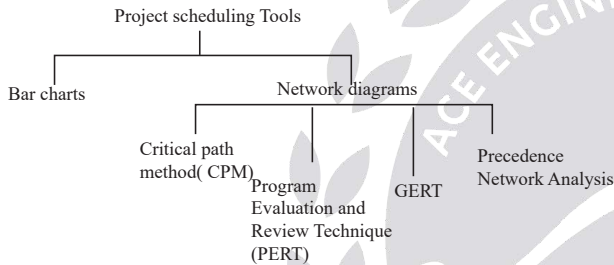 Project scheduling Tools
Bar charts
Network diagrams
Critical path
method( CPM)
Program
Evaluation and
Review Technique
(PERT)
GERT
Precedence
Network Analysis
ACE ENGIN